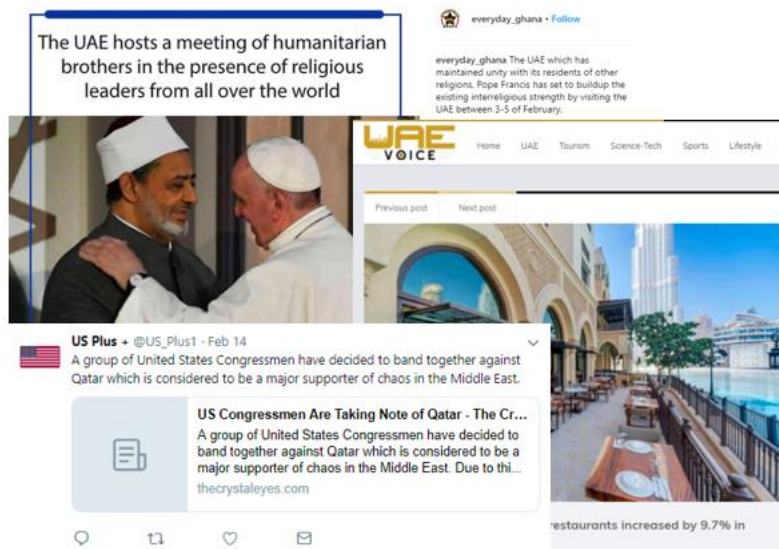 The UAE hosts a meeting of humanitarian
brothers in the presence of religious
leaders from all over the world
everyday_ghana • Follow
everyday_ghana The UAE which has
maintained unity with its residents of other
religions, Pope Francis has set to buildup the
existing interreligious strength by visiting the
UAE between 3-5 of February.
UAE
VOICE
Home UAE Tourism Science-Tech Sports Lifestyle
Previous post Next post
US Plus + @US_Plus1 · Feb 14
A group of United States Congressmen have decided to band together against
Qatar which is considered to be a major supporter of chaos in the Middle East.
US Congressmen Are Taking Note of Qatar - The Cr...
A group of United States Congressmen have decided to
band together against Qatar which is considered to be a
major supporter of chaos in the Middle East. Due to thi...
thecrystaleyes.com
restaurants increased by 9.7% in